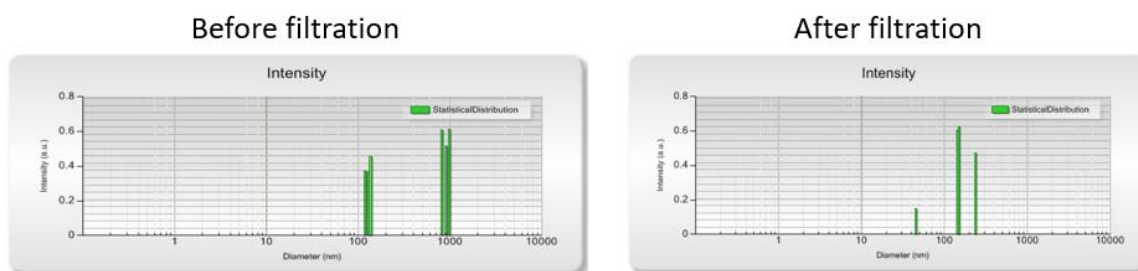 Before filtration
Intensity
StatisticalDistribution
Intensity (a.u.)
0.8
0.6
0.4
0.2
0
1
10
100
1000
10000
Diameter (nm)
After filtration
Intensity
StatisticalDistribution
Intensity (a.u.)
0.8
0.6
0.4
0.2
0
1
10
100
1000
10000
Diameter (nm)